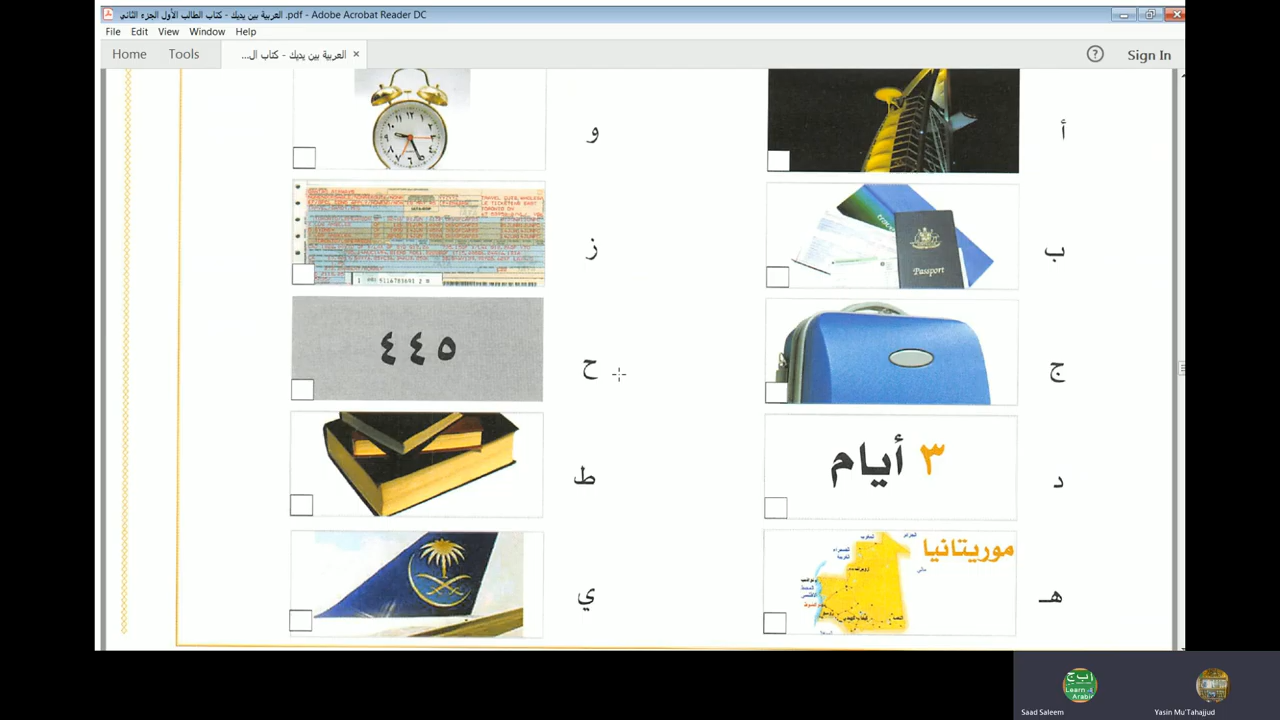 العربية بين يديك - كتاب الطالب الأول الجزء الثاني .pdf - Adobe Acrobat Reader DC
File Edit View Window Help
Home Tools العربية بين يديك - كتاب ال... × Sign In
أ
و
ب
Passport
ز
ج
ح
٤٤٥
د
٣ أيام
ط
هـ
موريتانيا
ي
Learn
Arabic
Saad Saleem
Yasin Mu'Tahajjud